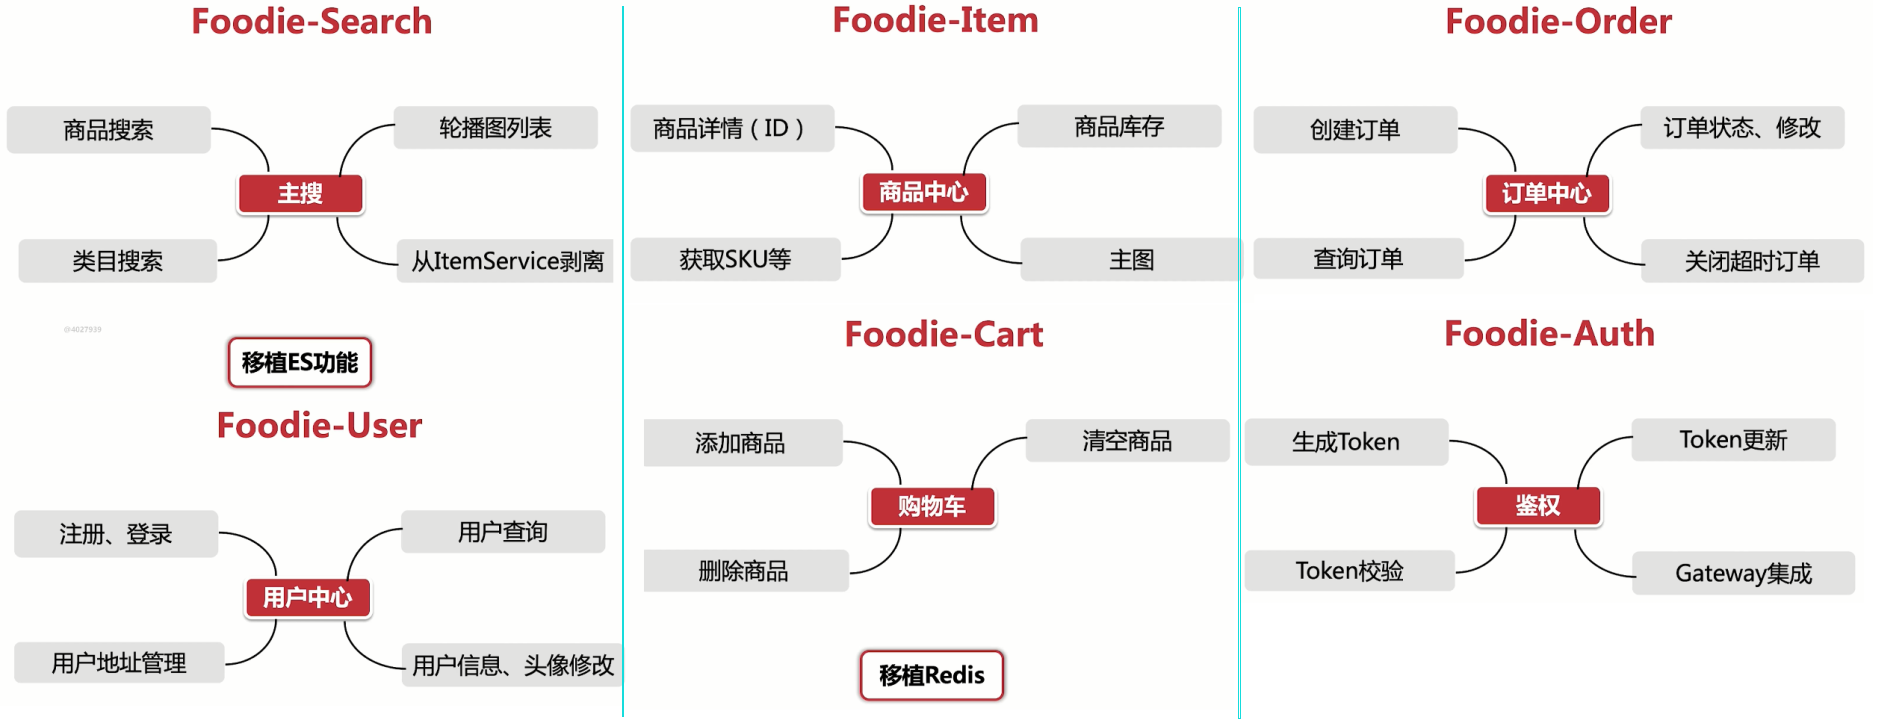 Foodie-Search
商品搜索
轮播图列表
主搜
类目搜索
从ItemService剥离
@4027939
移植ES功能
Foodie-User
注册、登录
用户查询
用户中心
用户地址管理
用户信息、头像修改
Foodie-Item
商品详情（ID）
商品库存
商品中心
获取SKU等
主图
Foodie-Cart
添加商品
清空商品
购物车
删除商品
移植Redis
Foodie-Order
创建订单
订单状态、修改
订单中心
查询订单
关闭超时订单
Foodie-Auth
生成Token
Token更新
鉴权
Token校验
Gateway集成